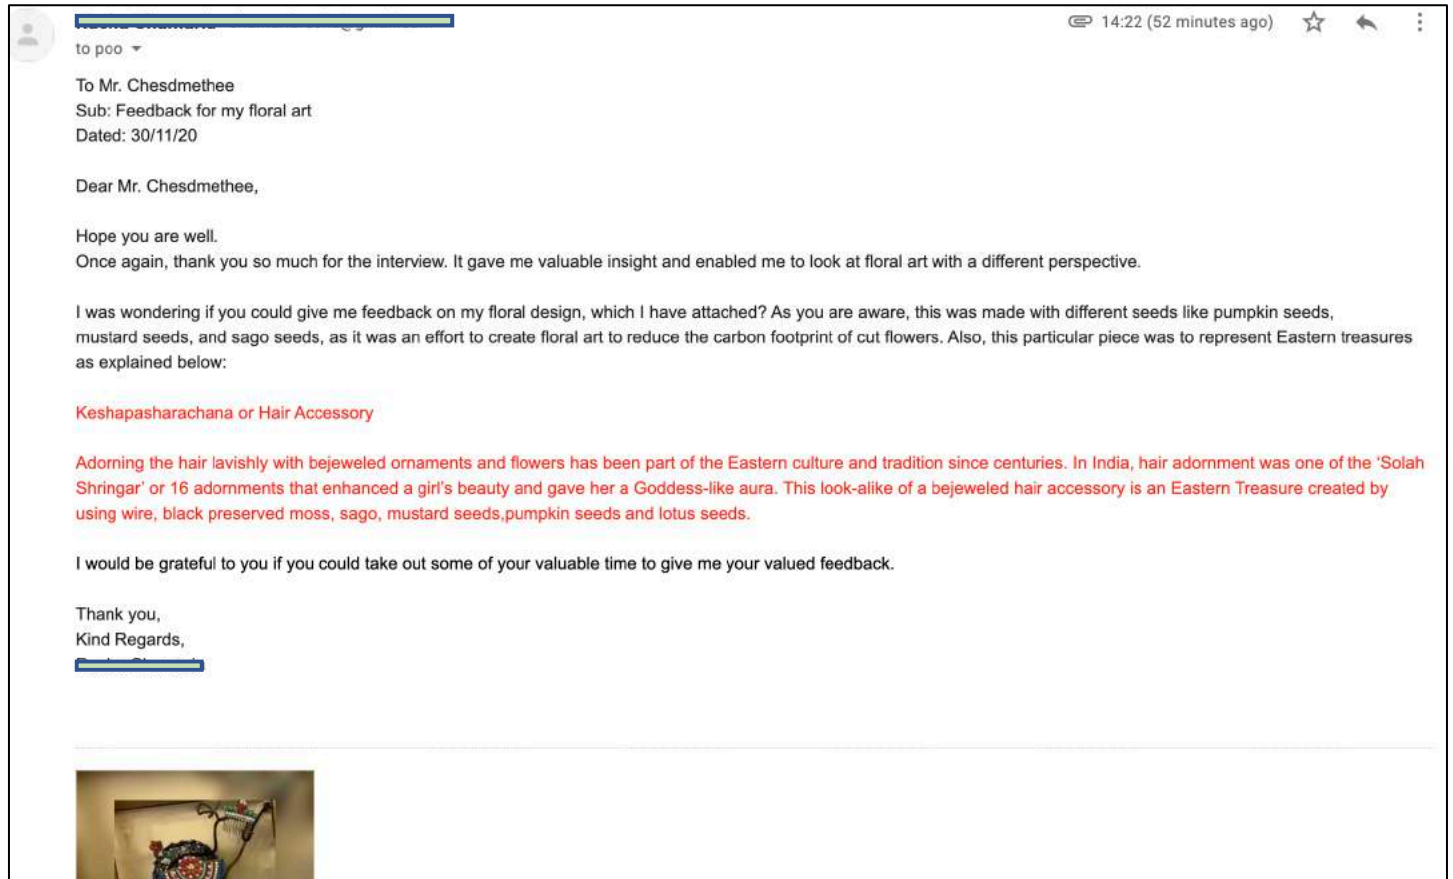 14:22 (52 minutes ago)
to poo
To Mr. Chesdmethee
Sub: Feedback for my floral art
Dated: 30/11/20
Dear Mr. Chesdmethee,
Hope you are well.
Once again, thank you so much for the interview. It gave me valuable insight and enabled me to look at floral art with a different perspective.
I was wondering if you could give me feedback on my floral design, which I have attached? As you are aware, this was made with different seeds like pumpkin seeds,
mustard seeds, and sago seeds, as it was an effort to create floral art to reduce the carbon footprint of cut flowers. Also, this particular piece was to represent Eastern treasures
as explained below:
Keshapasharachana or Hair Accessory
Adorning the hair lavishly with bejeweled ornaments and flowers has been part of the Eastern culture and tradition since centuries. In India, hair adornment was one of the ‘Solah
Shringar’ or 16 adornments that enhanced a girl’s beauty and gave her a Goddess-like aura. This look-alike of a bejeweled hair accessory is an Eastern Treasure created by
using wire, black preserved moss, sago, mustard seeds,pumpkin seeds and lotus seeds.
I would be grateful to you if you could take out some of your valuable time to give me your valued feedback.
Thank you,
Kind Regards,